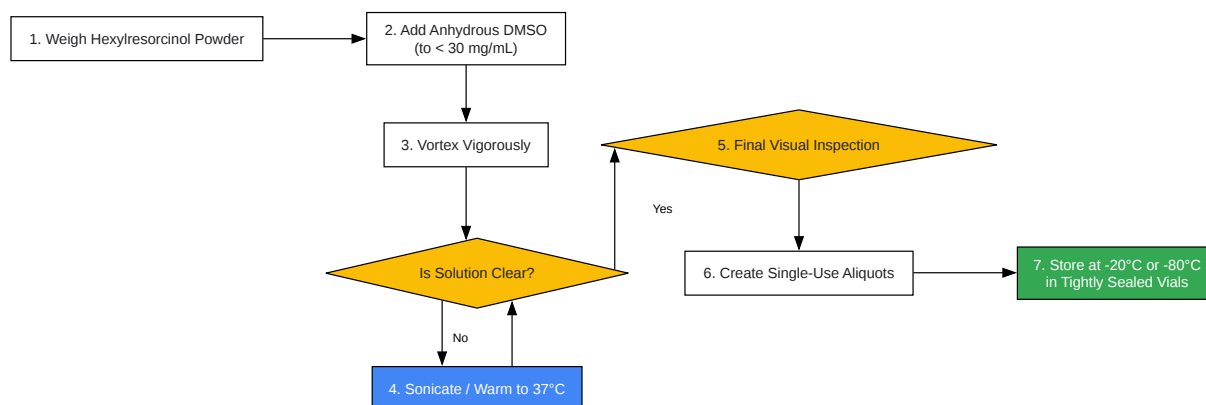 1. Weigh Hexylresorcinol Powder
2. Add Anhydrous DMSO
(to < 30 mg/mL)
3. Vortex Vigorously
Is Solution Clear?
No
4. Sonicate / Warm to 37°C
Yes
5. Final Visual Inspection
6. Create Single-Use Aliquots
7. Store at -20°C or -80°C
in Tightly Sealed Vials